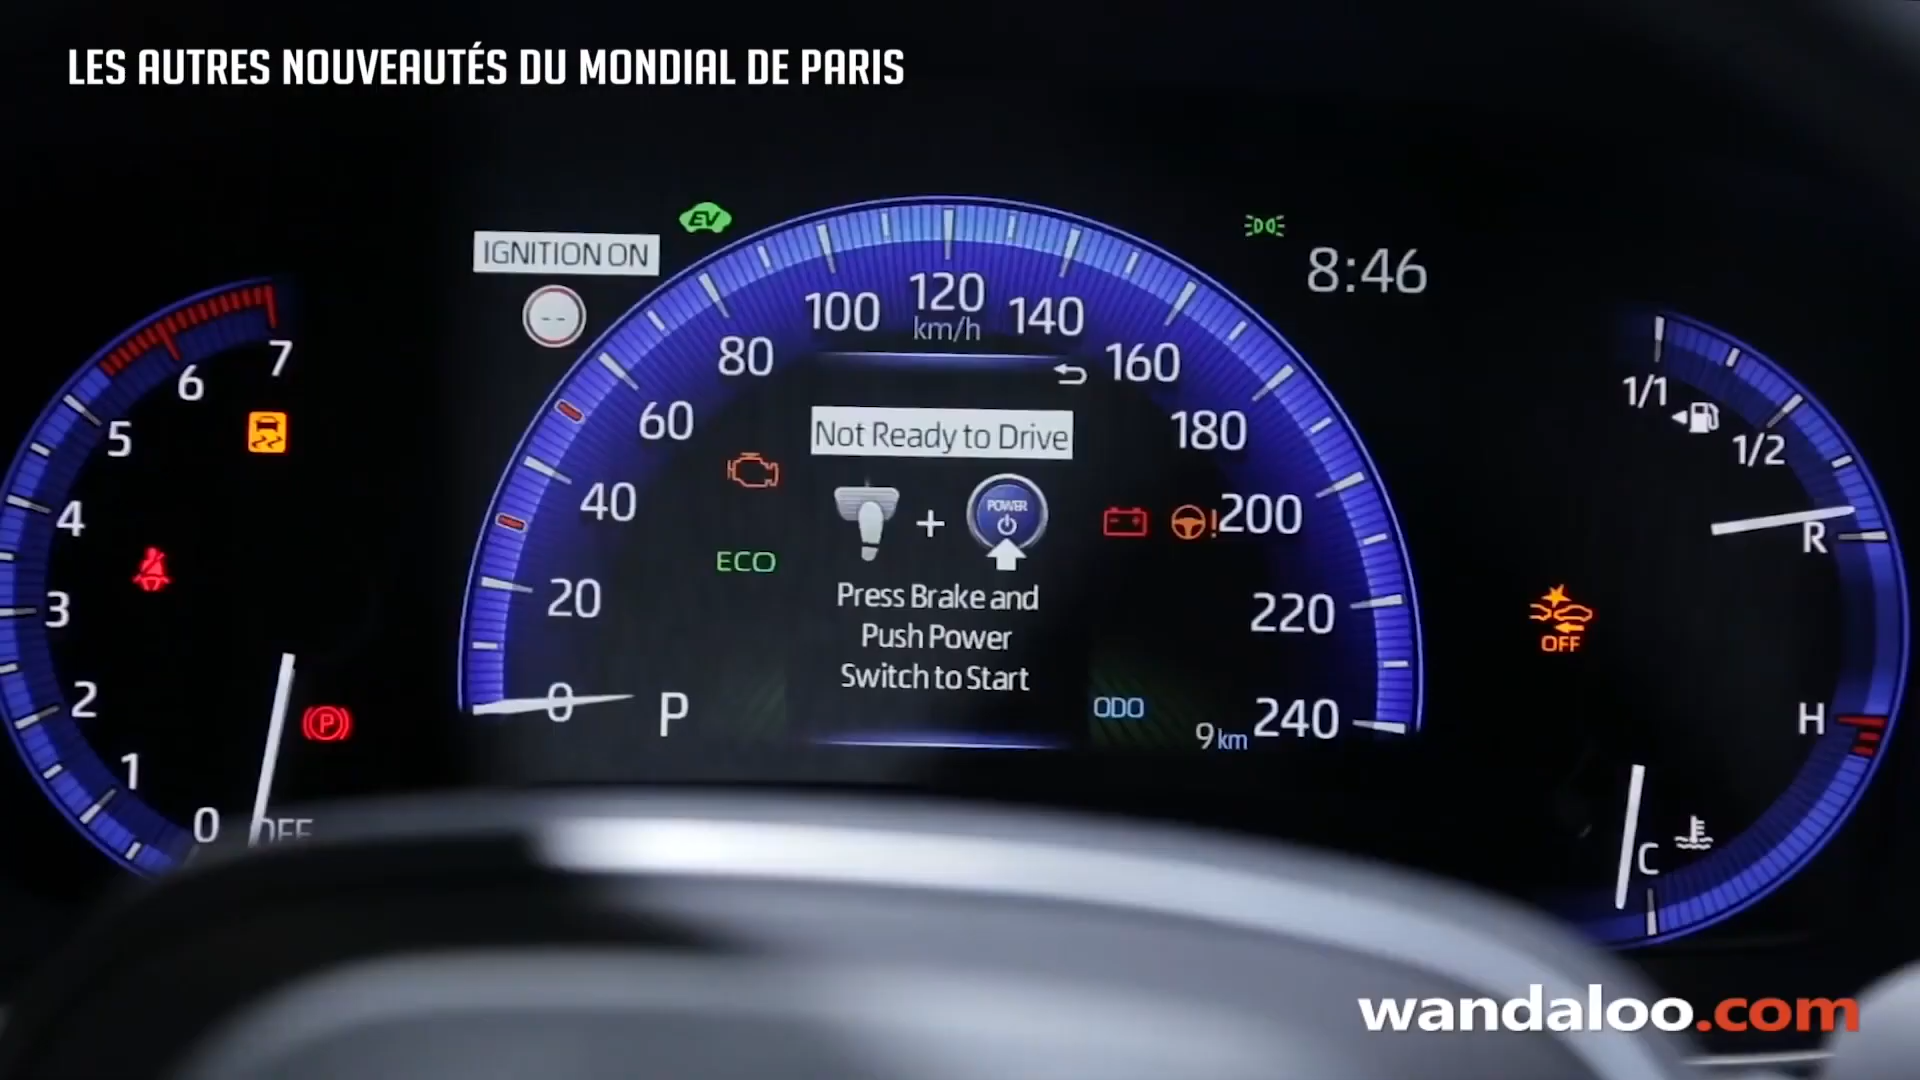 LES AUTRES NOUVEAUTÉS DU MONDIAL DE PARIS
EV
IGNITION ON
--
8:46
7
6
5
4
3
2
1
0
OFF
P
0
20
40
60
80
100
120
km/h
140
160
180
200
220
240
Not Ready to Drive
+
POWER
Press Brake and
Push Power
Switch to Start
ECO
!
P
ODO
9 km
OFF
1/1
1/2
R
H
C
wandaloo.com